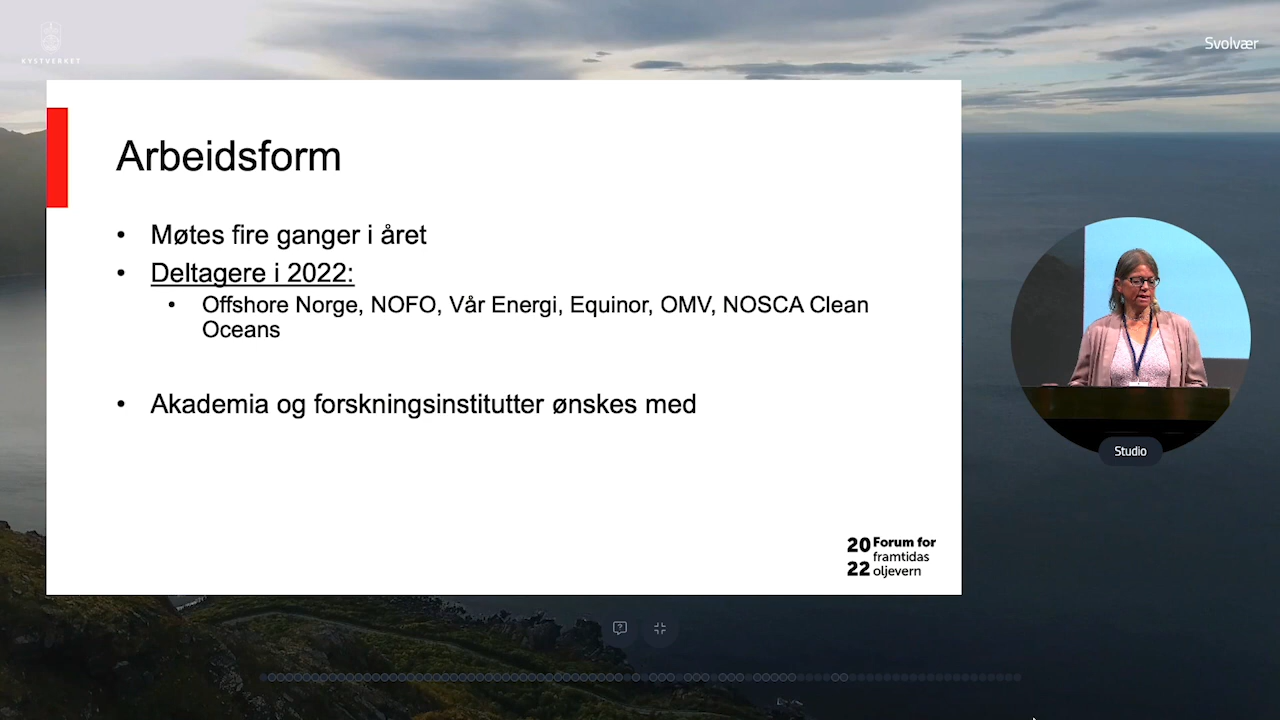 KYSTVERKET
Svolvær
Arbeidsform
• Møtes fire ganger i året
• Deltagere i 2022:
• Offshore Norge, NOFO, Vår Energi, Equinor, OMV, NOSCA Clean
Oceans
• Akademia og forskningsinstitutter ønskes med
Studio
20 Forum for
framtidas
22 oljevern